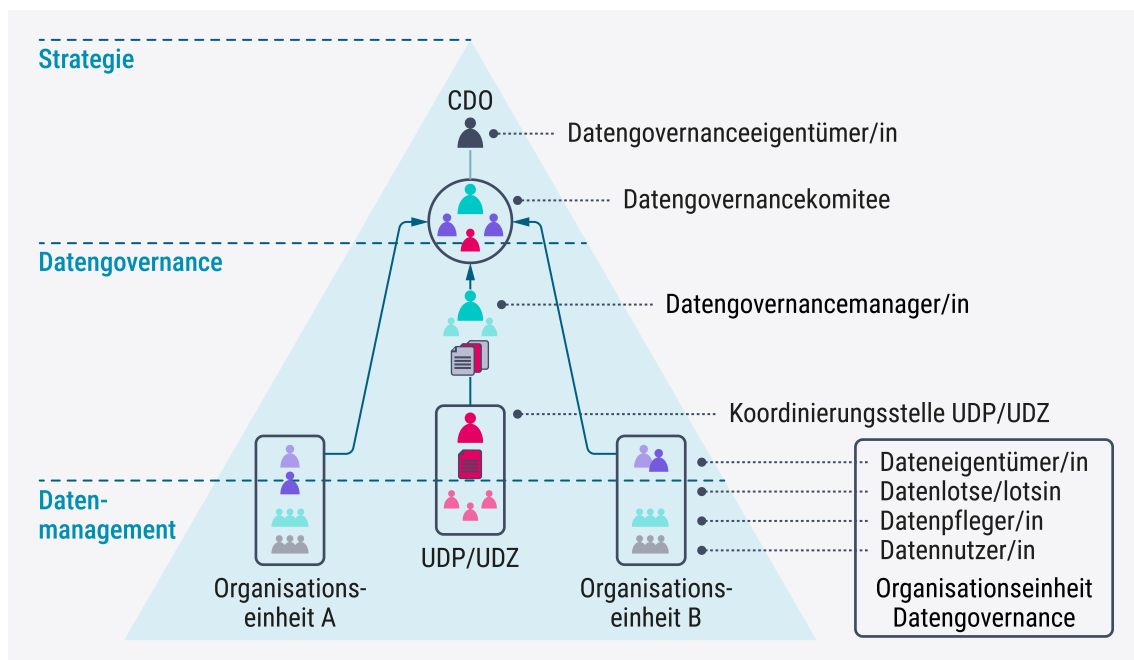 Strategie
CDO
Datengovernanceeigentümer/in
Datengovernancekomitee
Datengovernance
Datengovernancemanager/in
Koordinierungsstelle UDP/UDZ
Dateneigentümer/in
Datenlotse/lotsin
Datenpfleger/in
Datennutzer/in
Organisationseinheit
Datengovernance
Daten-
management
UDP/UDZ
Organisations-
einheit A
Organisations-
einheit B